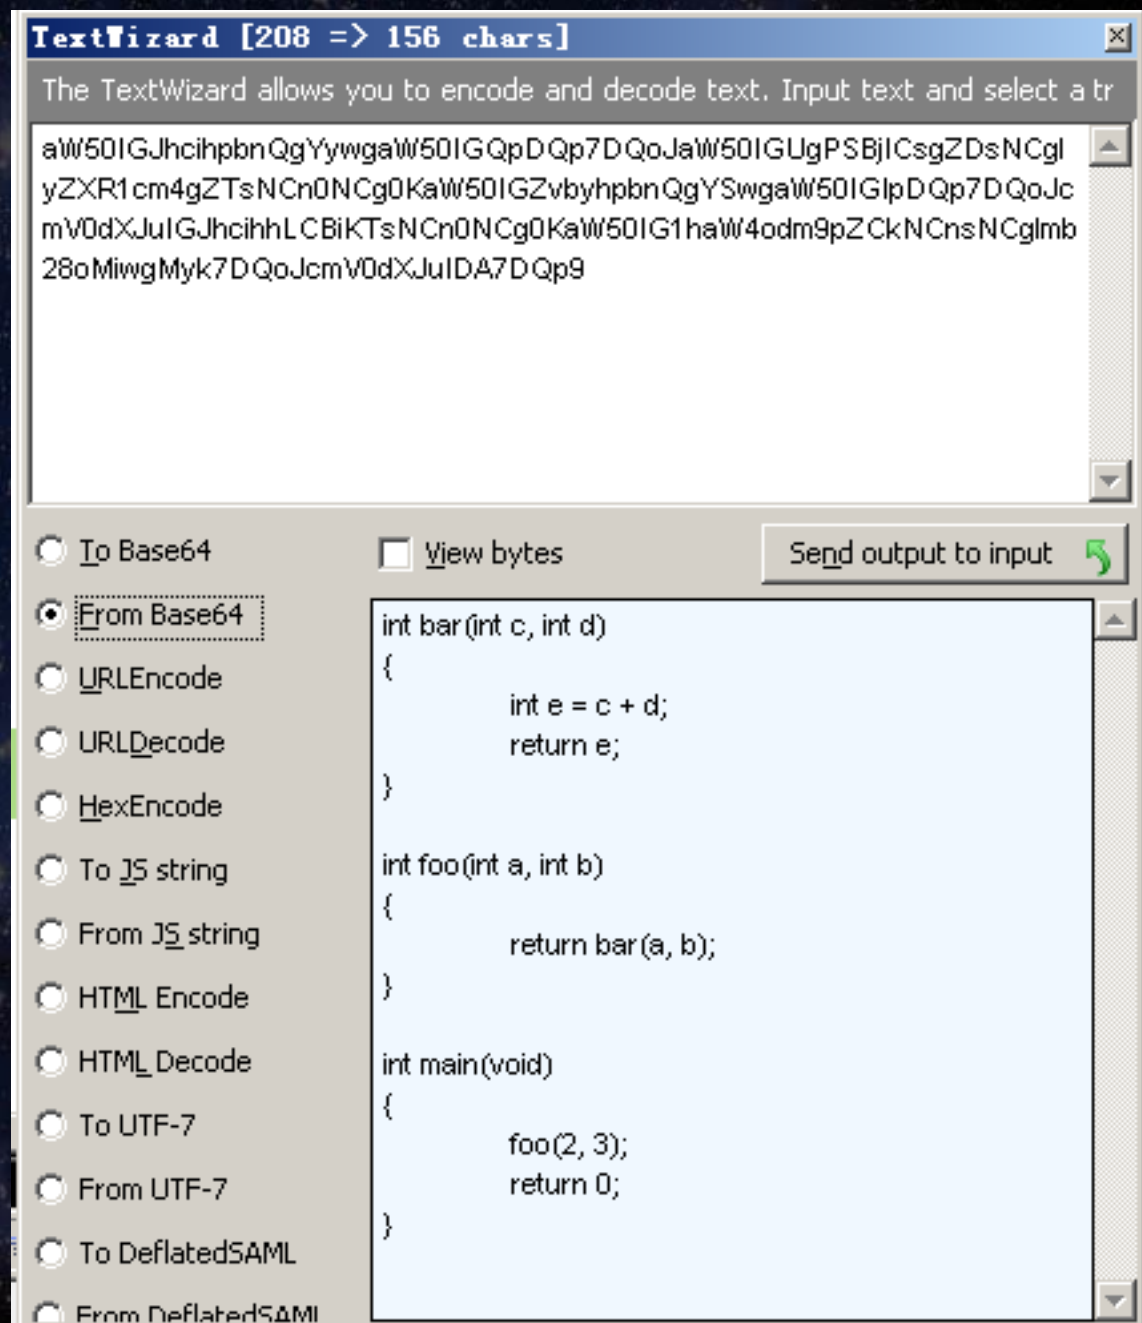 TextWizard [208 => 156 chars]
The TextWizard allows you to encode and decode text. Input text and select a tr
aW50IGJhcihpbnQgYywgaW50IGQpDQp7DQoJaW50IGUgPSBjICsgZDsNCgl
yZXR1cm4gZTsNCn0NCg0KaW50IGZvbyhpbnQgYSwgaW50IGIpDQp7DQoJc
mV0dXJuIGJhcihhLCBiKTsNCn0NCg0KaW50IG1haW4odm9pZCkNCnsNCglmb
28oMiwgMyk7DQoJcmV0dXJuIDA7DQp9
To Base64
View bytes
Send output to input
From Base64
URLEncode
URLDecode
HexEncode
To JS string
From JS string
HTML Encode
HTML Decode
To UTF-7
From UTF-7
To DeflatedSAML
From DeflatedSAML
int bar(int c, int d)
{
int e = c + d;
return e;
}
int foo(int a, int b)
{
return bar(a, b);
}
int main(void)
{
foo(2, 3);
return 0;
}